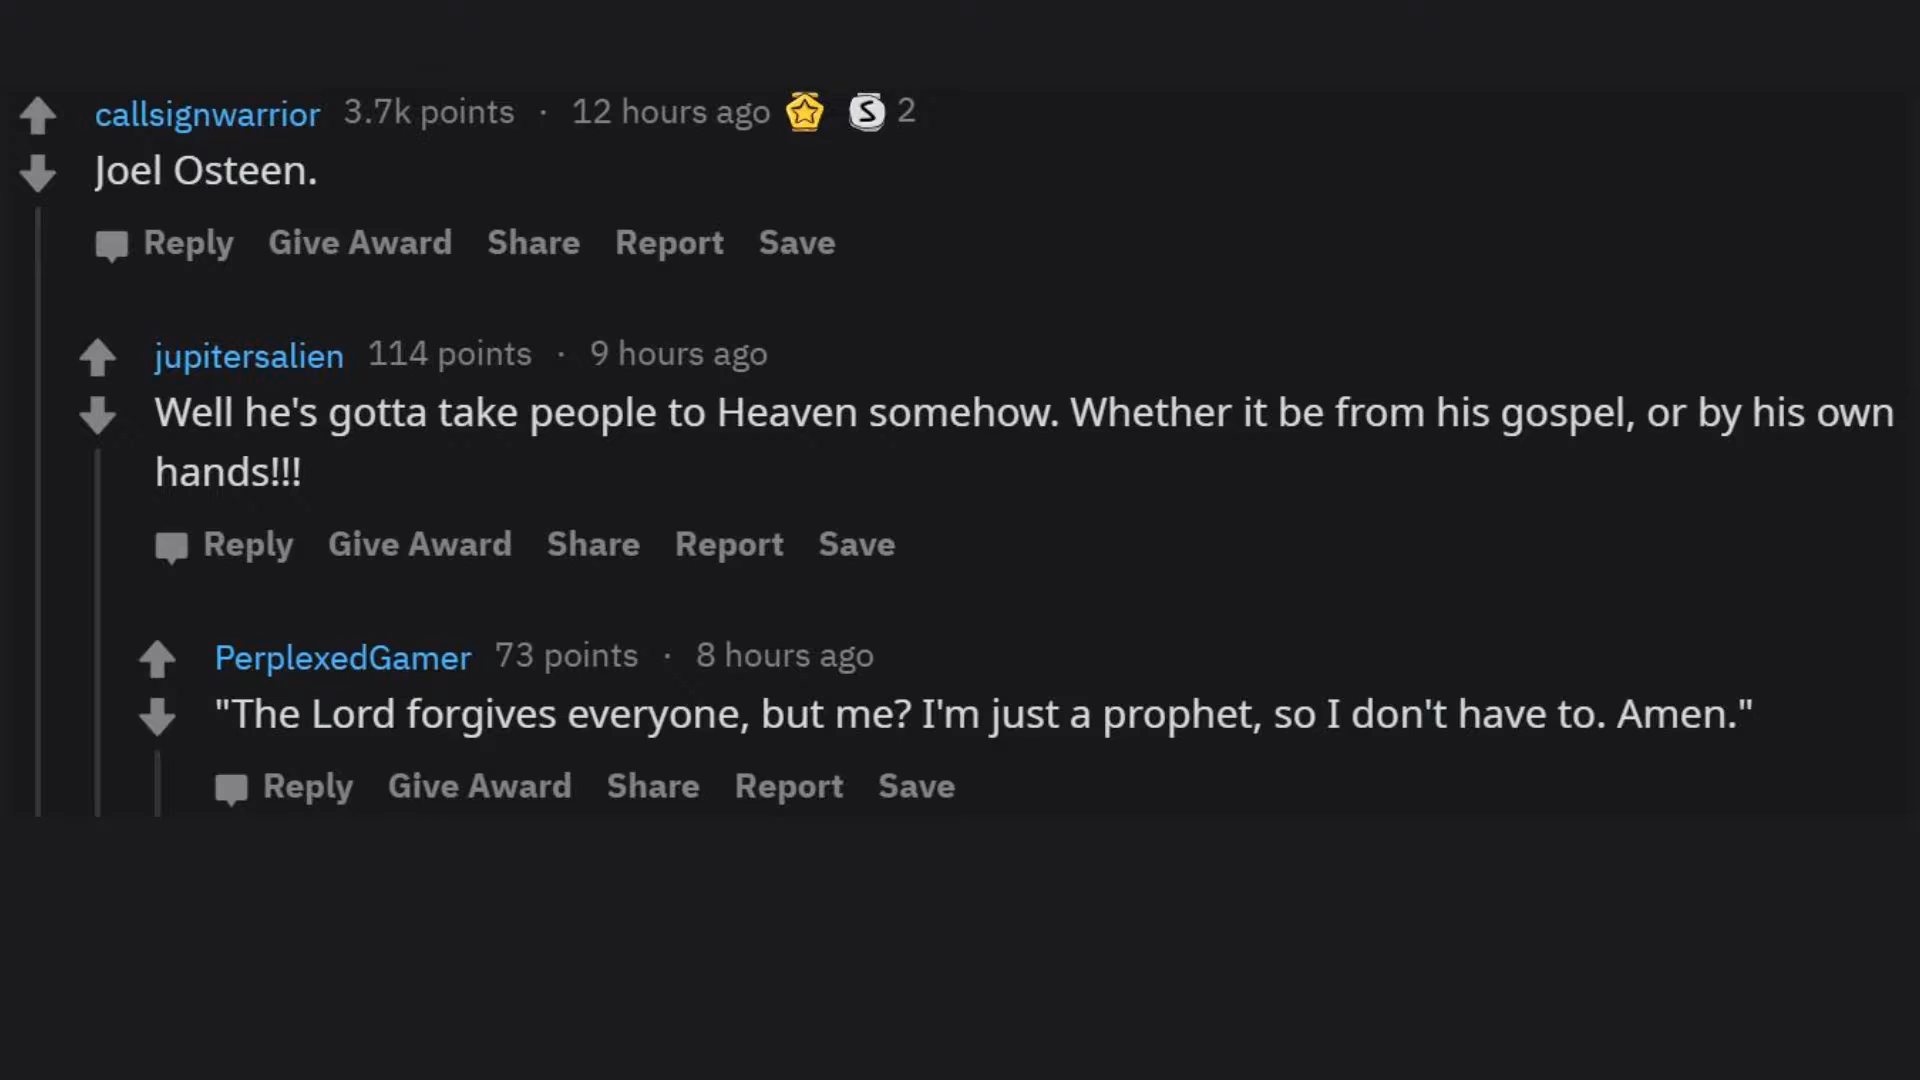 callsignwarrior 3.7k points · 12 hours ago S 2
Joel Osteen.
Reply Give Award Share Report Save
jupitersalien 114 points · 9 hours ago
Well he's gotta take people to Heaven somehow. Whether it be from his gospel, or by his own
hands!!!
Reply Give Award Share Report Save
PerplexedGamer 73 points · 8 hours ago
"The Lord forgives everyone, but me? I'm just a prophet, so I don't have to. Amen."
Reply Give Award Share Report Save